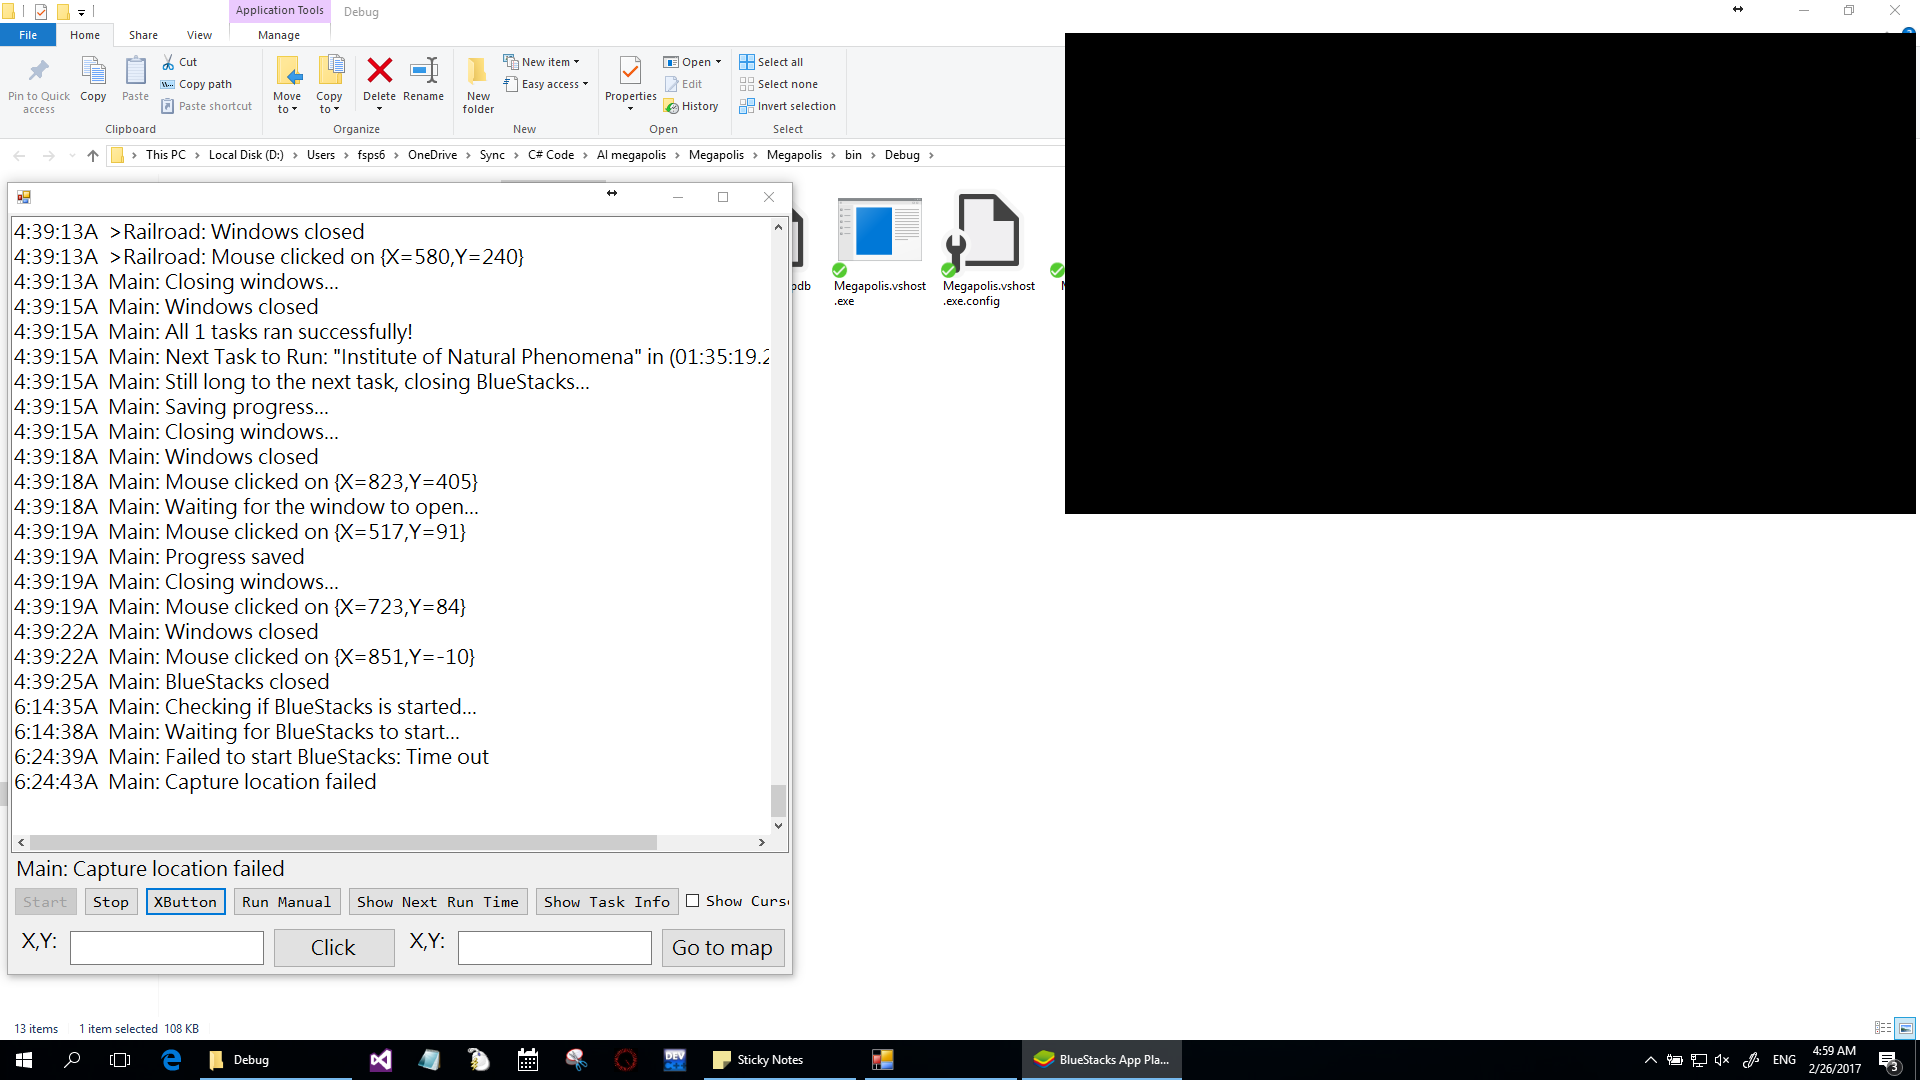 Application Tools
Debug
File
Home
Share
View
Manage
Pin to Quick access
Copy
Paste
Cut
Copy path
Paste shortcut
Move to
Copy to
Delete
Rename
New folder
New item
Easy access
Properties
Open
Edit
History
Select all
Select none
Invert selection
Clipboard
Organize
New
Open
Select
This PC > Local Disk (D:) > Users > fsps6 > OneDrive > Sync > C# Code > AI megapolis > Megapolis > Megapolis > bin > Debug >
4:39:13A >Railroad: Windows closed
4:39:13A >Railroad: Mouse clicked on {X=580,Y=240}
4:39:13A Main: Closing windows...
4:39:15A Main: Windows closed
4:39:15A Main: All 1 tasks ran successfully!
4:39:15A Main: Next Task to Run: "Institute of Natural Phenomena" in (01:35:19.2
4:39:15A Main: Still long to the next task, closing BlueStacks...
4:39:15A Main: Saving progress...
4:39:15A Main: Closing windows...
4:39:18A Main: Windows closed
4:39:18A Main: Mouse clicked on {X=823,Y=405}
4:39:18A Main: Waiting for the window to open...
4:39:19A Main: Mouse clicked on {X=517,Y=91}
4:39:19A Main: Progress saved
4:39:19A Main: Closing windows...
4:39:19A Main: Mouse clicked on {X=723,Y=84}
4:39:22A Main: Windows closed
4:39:22A Main: Mouse clicked on {X=851,Y=-10}
4:39:25A Main: BlueStacks closed
6:14:35A Main: Checking if BlueStacks is started...
6:14:38A Main: Waiting for BlueStacks to start...
6:24:39A Main: Failed to start BlueStacks: Time out
6:24:43A Main: Capture location failed
Main: Capture location failed
Start
Stop
XButton
Run Manual
Show Next Run Time
Show Task Info
Show Curs
X,Y:
Click
X,Y:
Go to map
pdb
Megapolis.vshost
.exe
Megapolis.vshost
.exe.config
13 items
1 item selected 108 KB
Debug
DEV
Sticky Notes
BlueStacks App Pla...
ENG
4:59 AM
2/26/2017
3